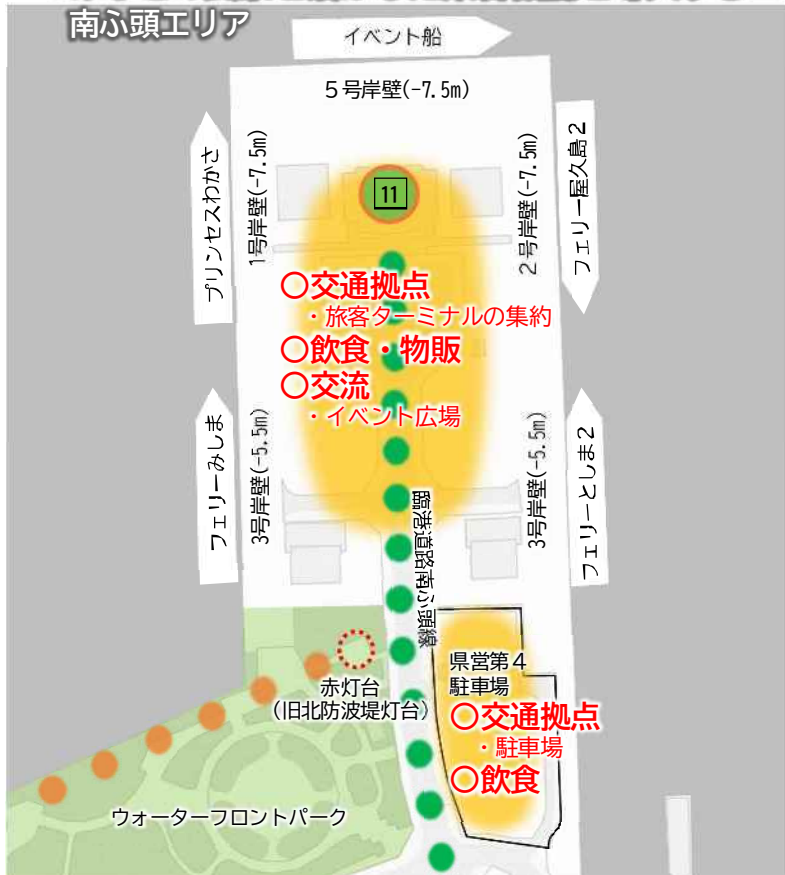 南ふ頭エリア
イベント船
5号岸壁(-7.5m)
プリンセスわかさ
1号岸壁(-7.5m)
11
2号岸壁(-7.5m)
フェリー屋久島2
○交通拠点
・旅客ターミナルの集約
○飲食・物販
○交流
・イベント広場
フェリーみしま
3号岸壁(-5.5m)
臨港道路南ふ頭線
3号岸壁(-5.5m)
フェリーとしま2
赤灯台
(旧北防波堤灯台)
県営第4
駐車場
○交通拠点
・駐車場
○飲食
ウォーターフロントパーク